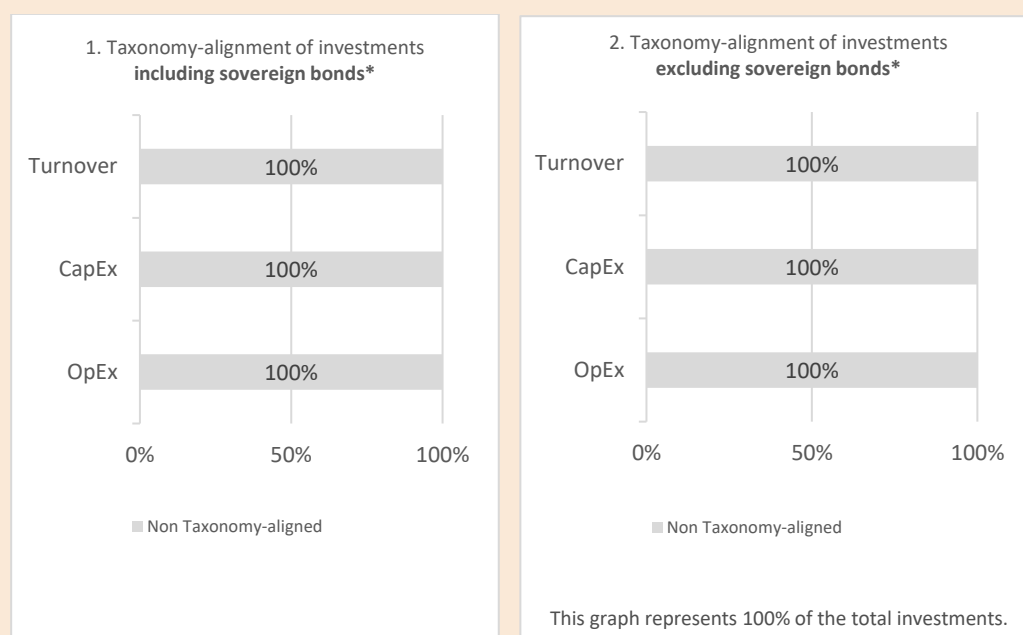 1. Taxonomy-alignment of investments
including sovereign bonds*
Turnover
100%
CapEx
100%
OpEx
100%
0%
50%
100%
Non Taxonomy-aligned
2. Taxonomy-alignment of investments
excluding sovereign bonds*
Turnover
100%
CapEx
100%
OpEx
100%
0%
50%
100%
Non Taxonomy-aligned
This graph represents 100% of the total investments.